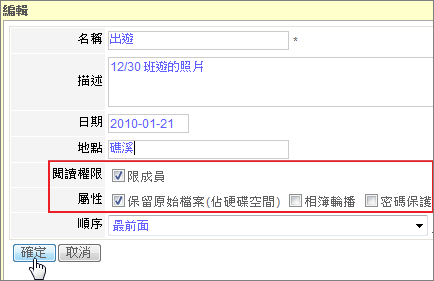 編輯
名稱 出遊 *
描述 12/30 班遊的照片
日期 2010-01-21
地點 礁溪
閱讀權限 限成員
屬性 保留原始檔案(佔硬碟空間) 相簿輪播 密碼保護
順序 最前面
確定 取消